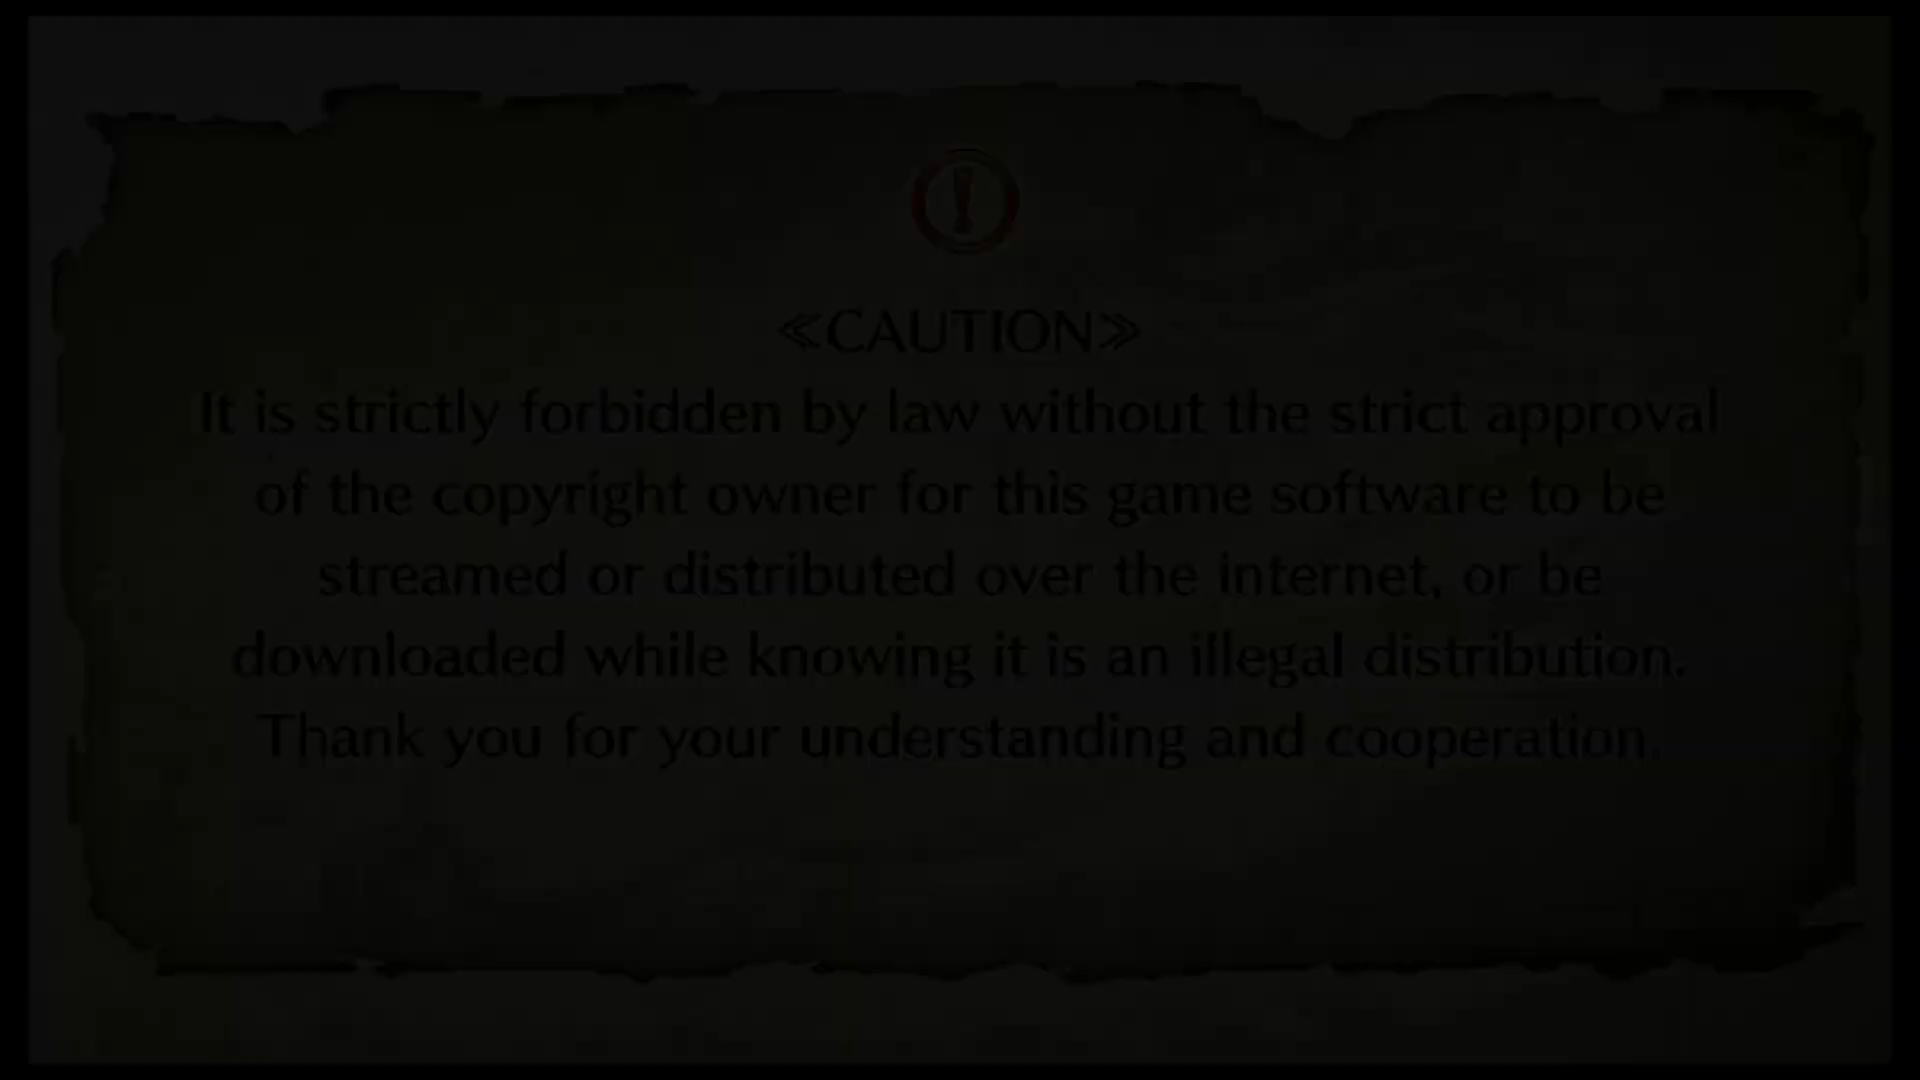 ≪CAUTION≫
It is strictly forbidden by law without the strict approval
of the copyright owner for this game software to be
streamed or distributed over the internet, or be
downloaded while knowing it is an illegal distribution.
Thank you for your understanding and cooperation.